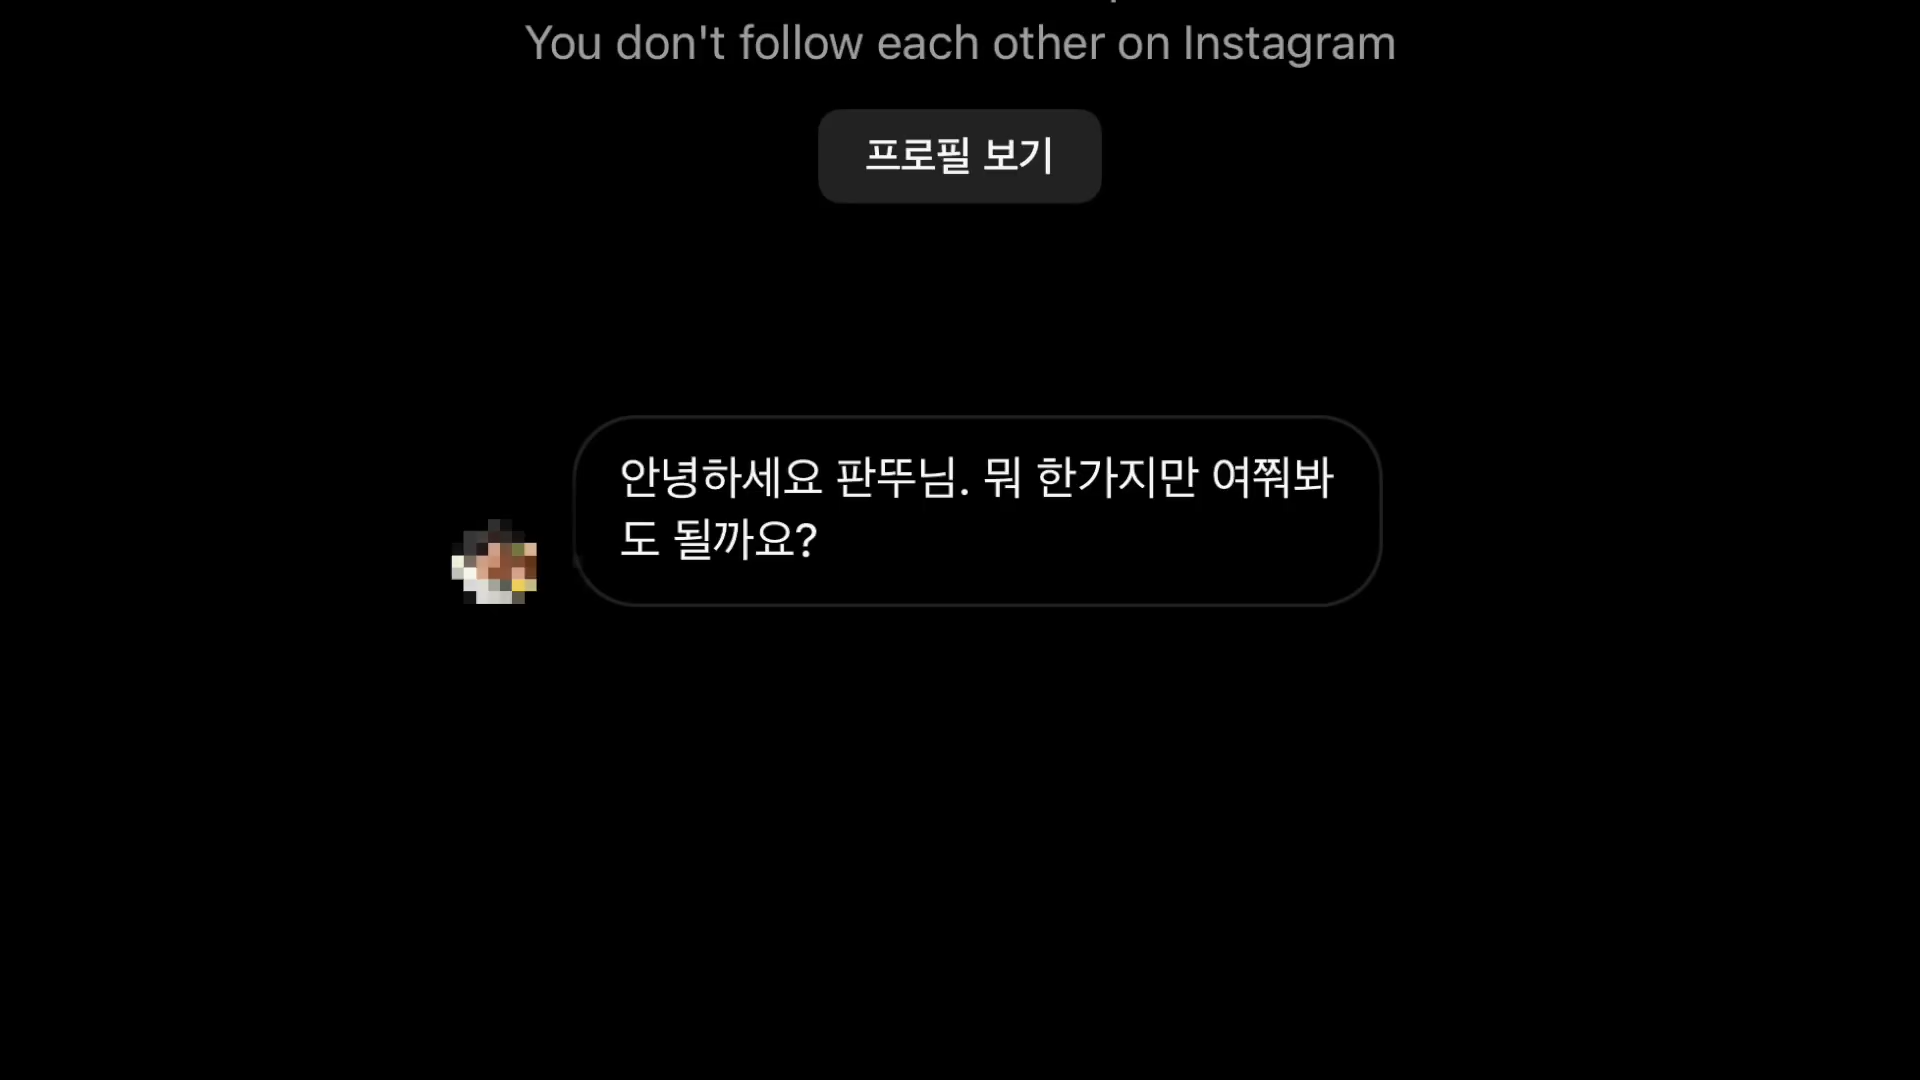 You don't follow each other on Instagram
프로필 보기
안녕하세요 판뚜님. 뭐 한가지만 여쭤봐
도 될까요?